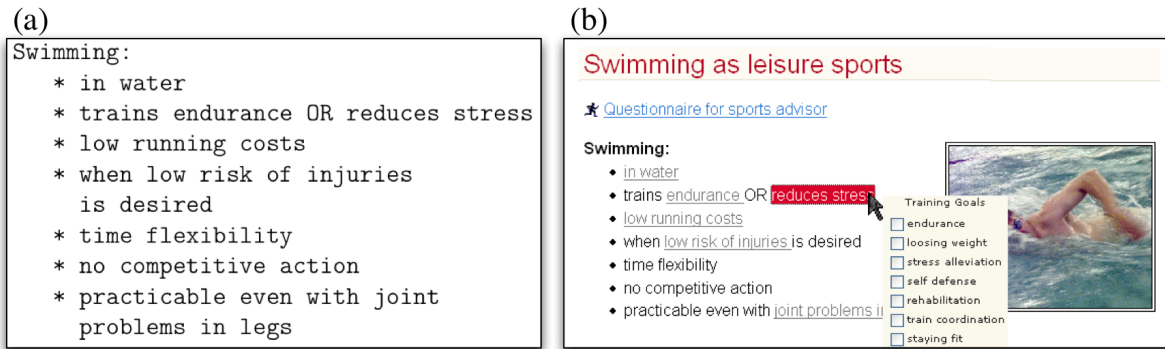 (a)
Swimming:
* in water
* trains endurance OR reduces stress
* low running costs
* when low risk of injuries
is desired
* time flexibility
* no competitive action
* practicable even with joint
problems in legs
(b)
Swimming as leisure sports
Questionnaire for sports advisor
Swimming:
• in water
• trains endurance OR reduces stress
• low running costs
• when low risk of injuries is desired
• time flexibility
• no competitive action
• practicable even with joint problems i
Training Goals
endurance
loosing weight
stress alleviation
self defense
rehabilitation
train coordination
staying fit